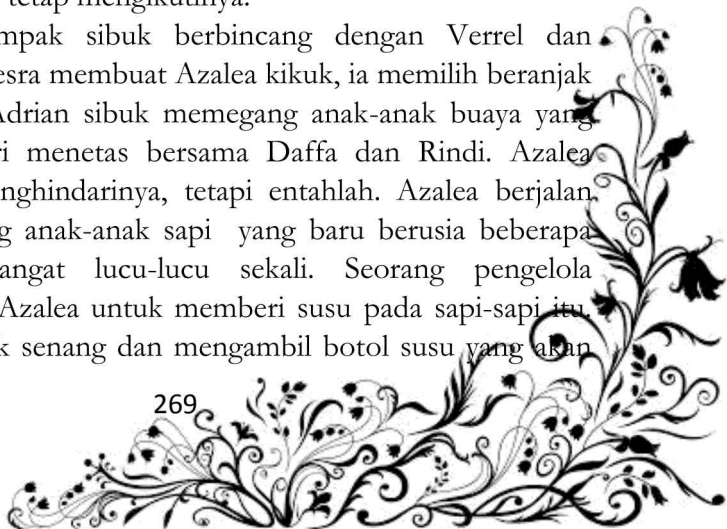 tetap mengikutinya.
mpak sibuk berbincang dengan Verrel dan
esra membuat Azalea kikuk, ia memilih beranjak
Adrian sibuk memegang anak-anak buaya yang
ri menetas bersama Daffa dan Rindi. Azalea
nghindarinya, tetapi entahlah. Azalea berjalan
g anak-anak sapi yang baru berusia beberapa
angat lucu-lucu sekali. Seorang pengelola
Azalea untuk memberi susu pada sapi-sapi itu.
k senang dan mengambil botol susu yang akan
269